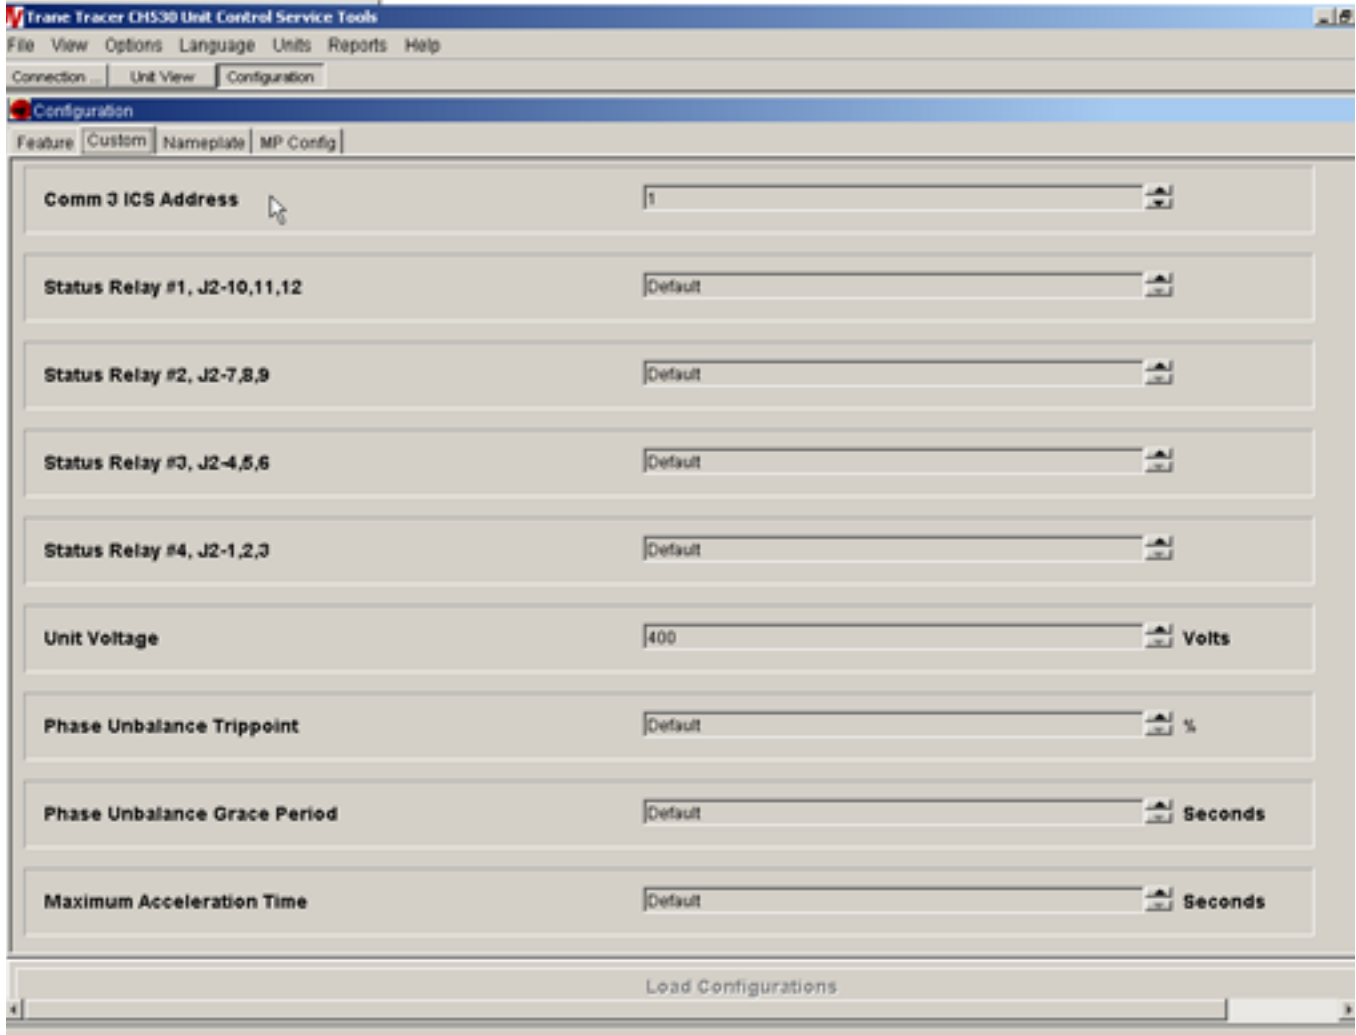 Trane Tracer CH530 Unit Control Service Tools
File View Options Language Units Reports Help
Connection ... Unit View Configuration
Configuration
Feature Custom Nameplate MP Config
Comm 3 ICS Address 1
Status Relay #1, J2-10,11,12 Default
Status Relay #2, J2-7,8,9 Default
Status Relay #3, J2-4,5,6 Default
Status Relay #4, J2-1,2,3 Default
Unit Voltage 400 Volts
Phase Unbalance Trippoint Default %
Phase Unbalance Grace Period Default Seconds
Maximum Acceleration Time Default Seconds
Load Configurations